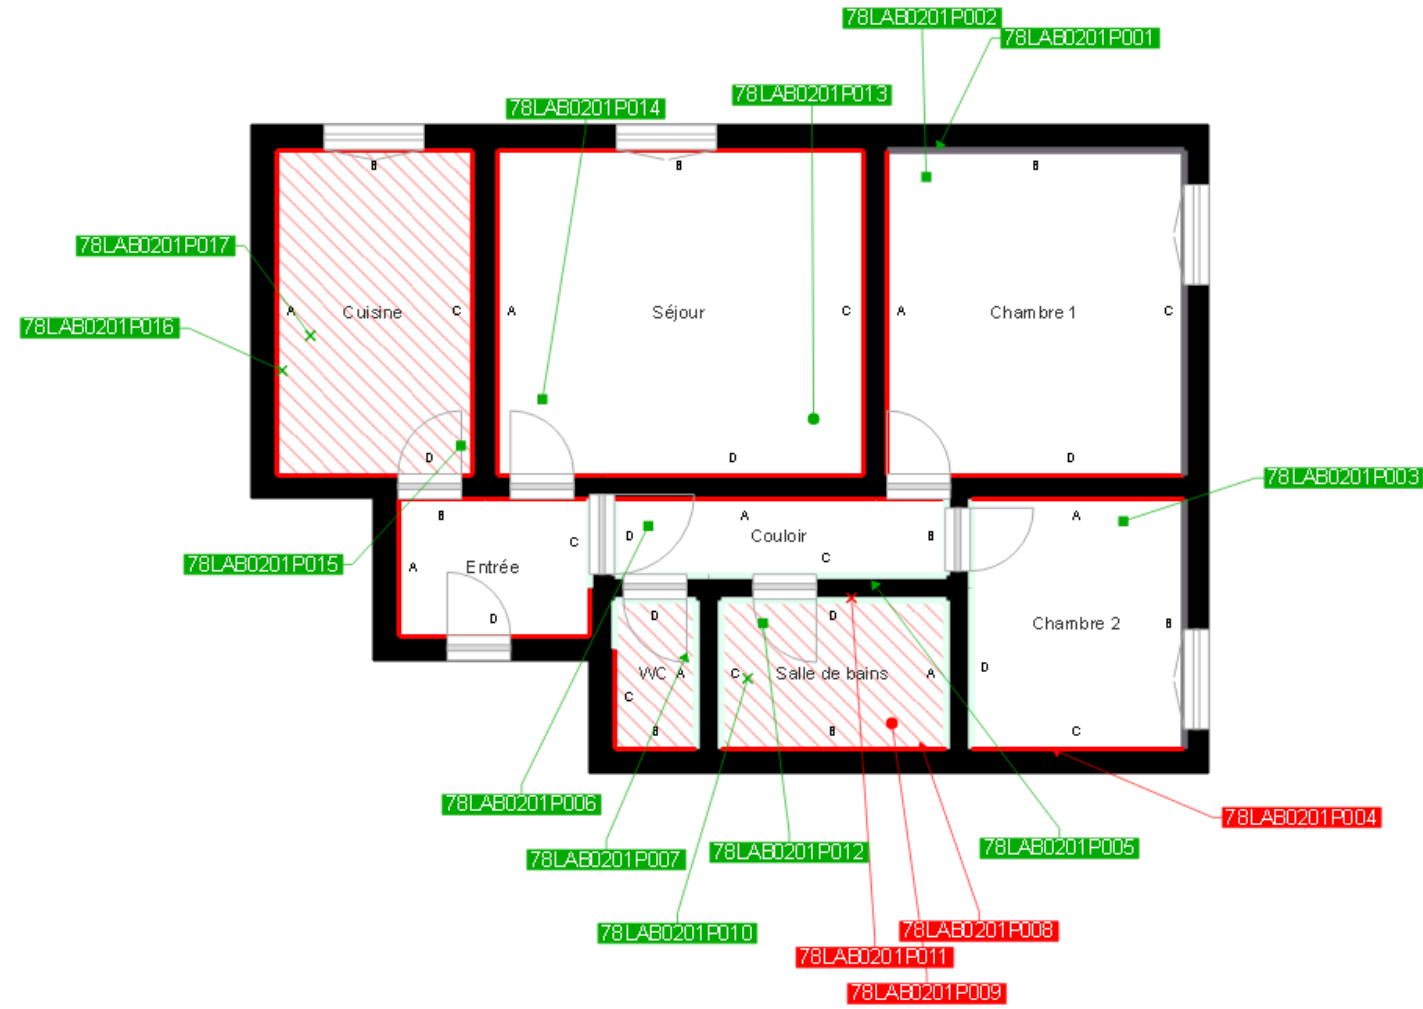 78LAB0201P002
78LAB0201P001
78LAB0201P013
78LAB0201P014
B
B
B
78LAB0201P017
A
Cuisine
C
A
Séjour
C
A
Chambre 1
C
78LAB0201P016
D
D
D
78LAB0201P003
B
A
A
C
D
Couloir
B
C
78LAB0201P015
A
Entrée
D
D
D
Chambre 2
B
WC
A
C
Salle de bains
A
D
C
B
B
C
78LAB0201P006
78LAB0201P004
78LAB0201P007
78LAB0201P012
78LAB0201P005
78LAB0201P010
78LAB0201P008
78LAB0201P011
78LAB0201P009